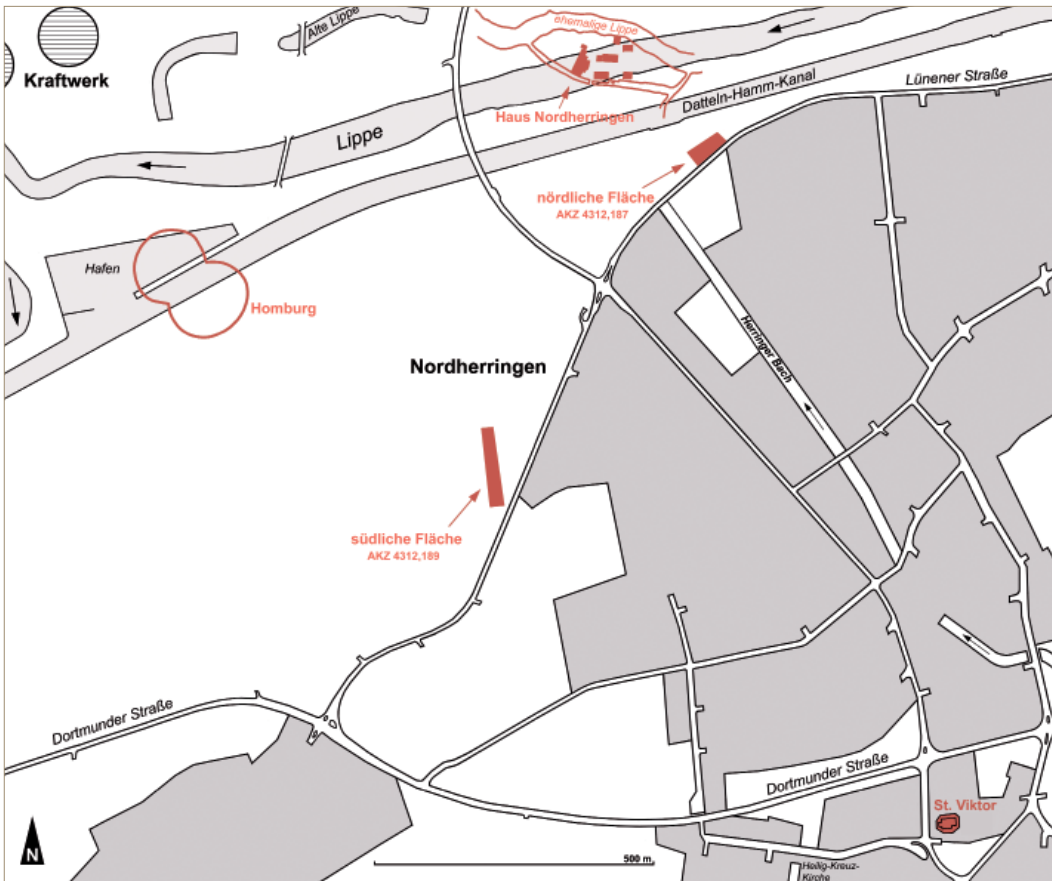 Kraftwerk
Alte Lippe
ehemalige Lippe
Haus Nordherringen
Datteln-Hamm-Kanal
Lünener Straße
Lippe
nördliche Fläche
AKZ 4312,187
Hafen
Homburg
Herringer Bach
Nordherringen
südliche Fläche
AKZ 4312,189
Dortmunder Straße
Dortmunder Straße
St. Viktor
N
500 m
Heilig-Kreuz-
Kirche